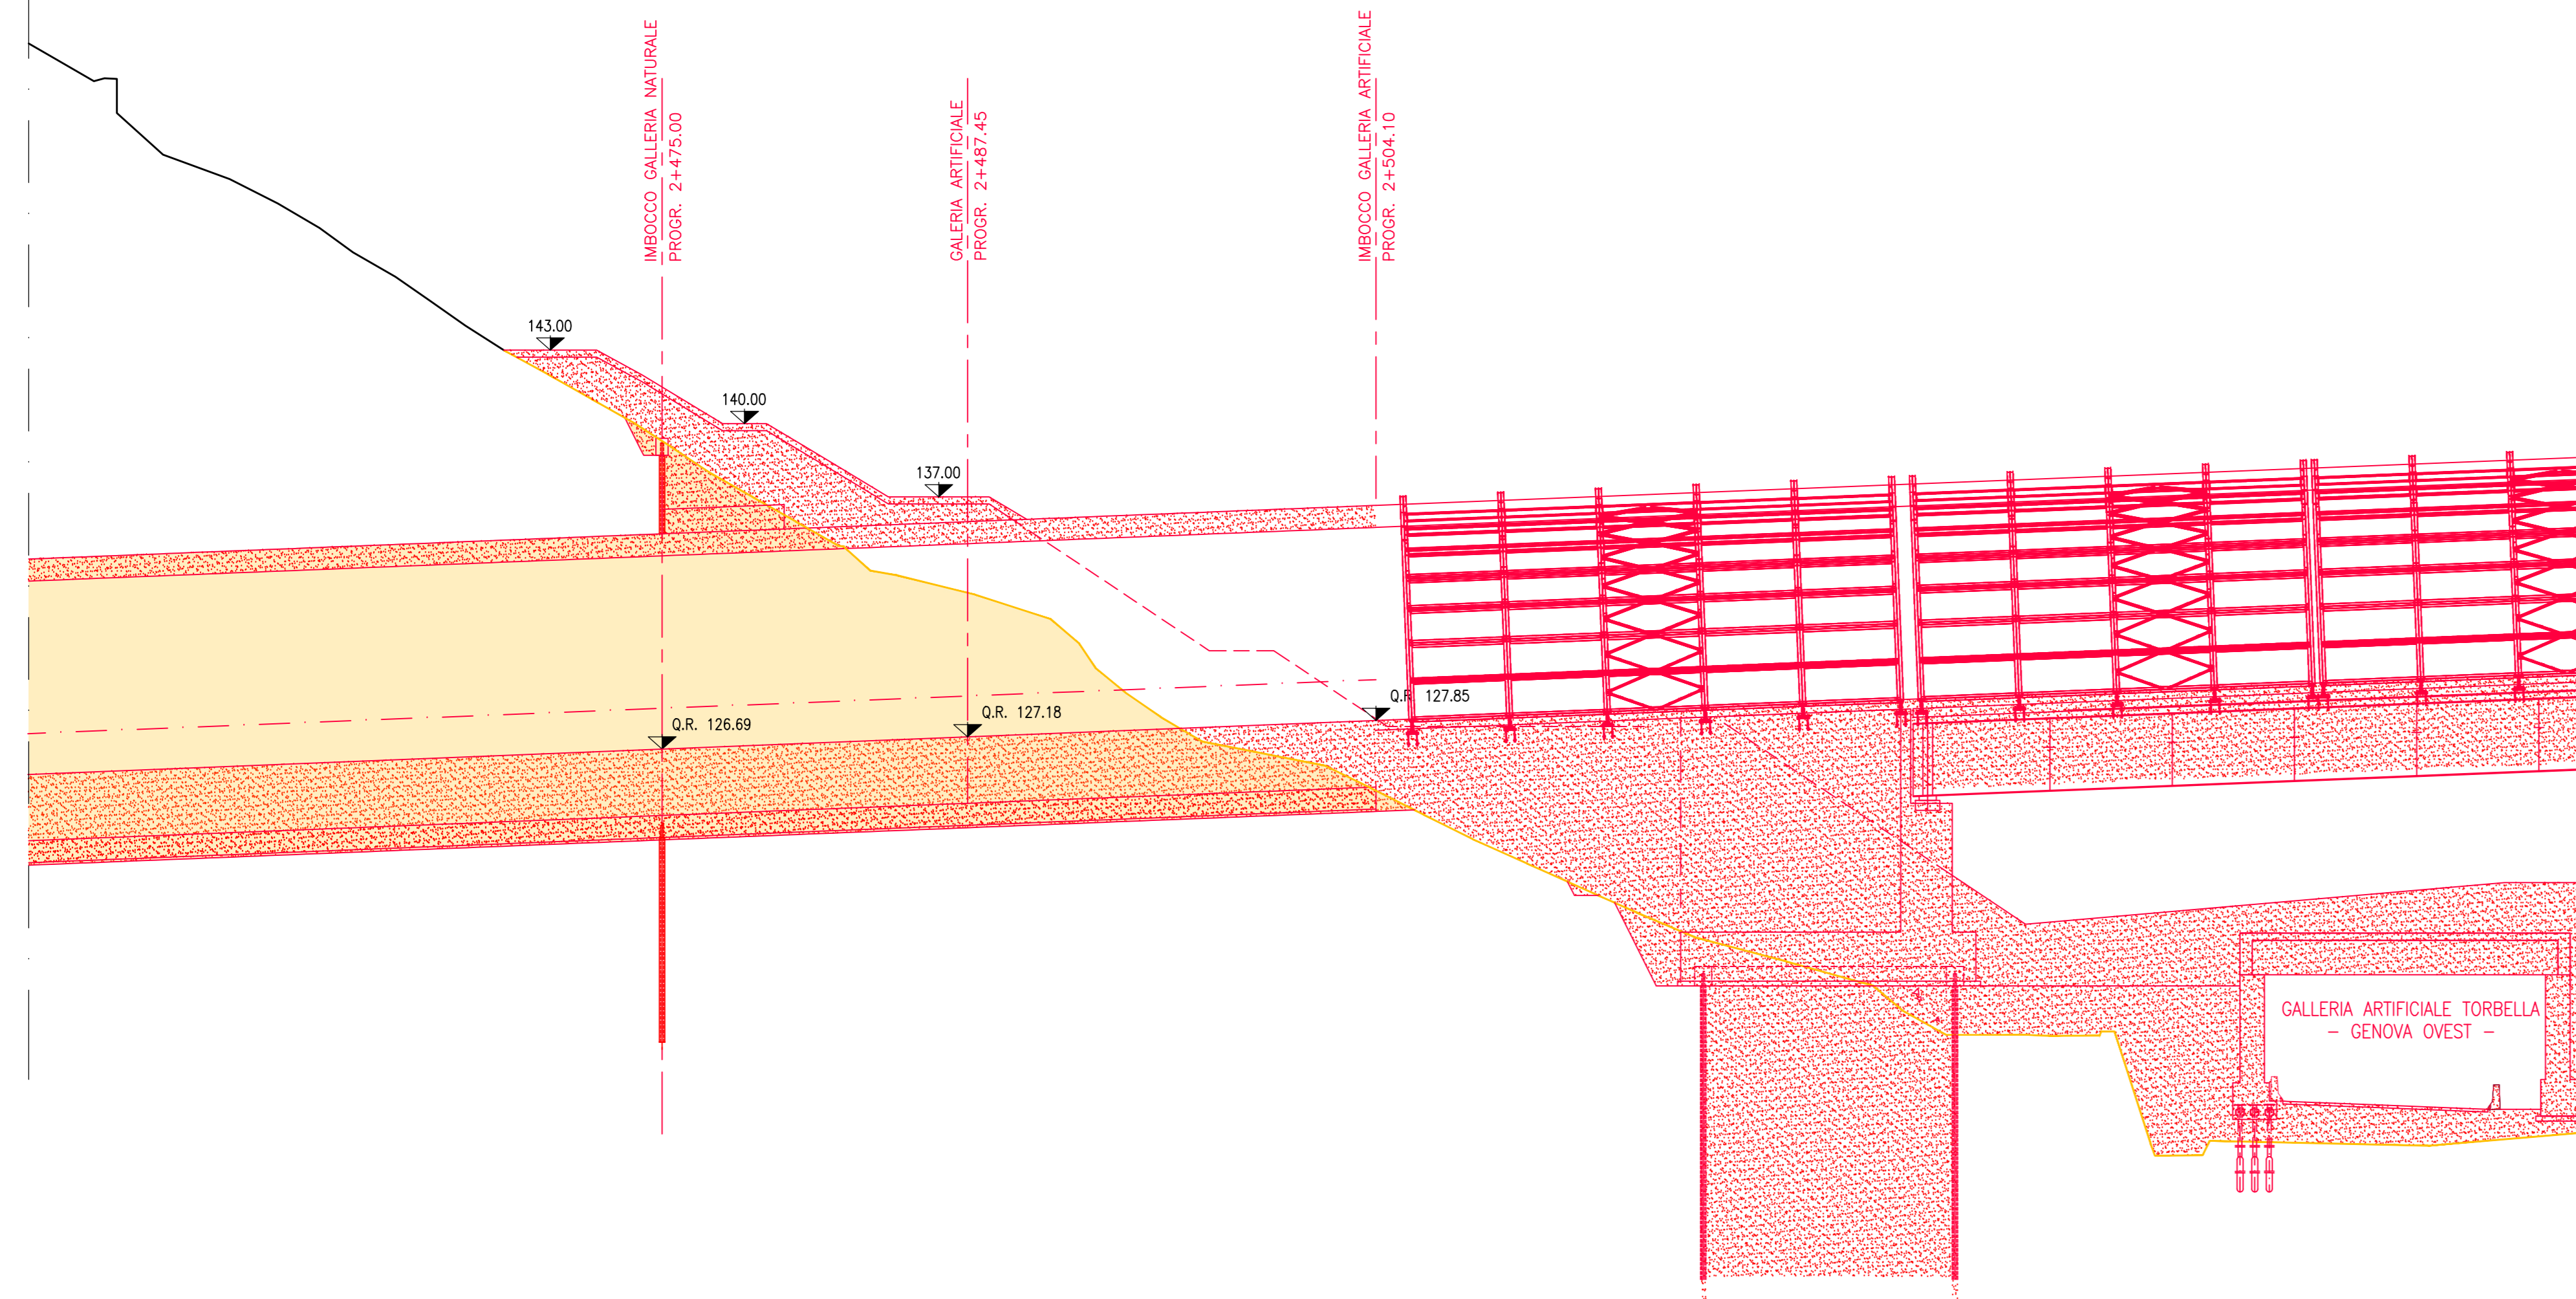 IMBOCCO GALLERIA NATURALE
PROGR. 2+475.00
GALERIA ARTIFICIALE
PROGR. 2+487.45
IMBOCCO GALLERIA ARTIFICIALE
PROGR. 2+504.10
143.00
140.00
137.00
Q.R. 126.69
Q.R. 127.18
Q.R. 127.85
GALLERIA ARTIFICIALE TORBELLA
– GENOVA OVEST –